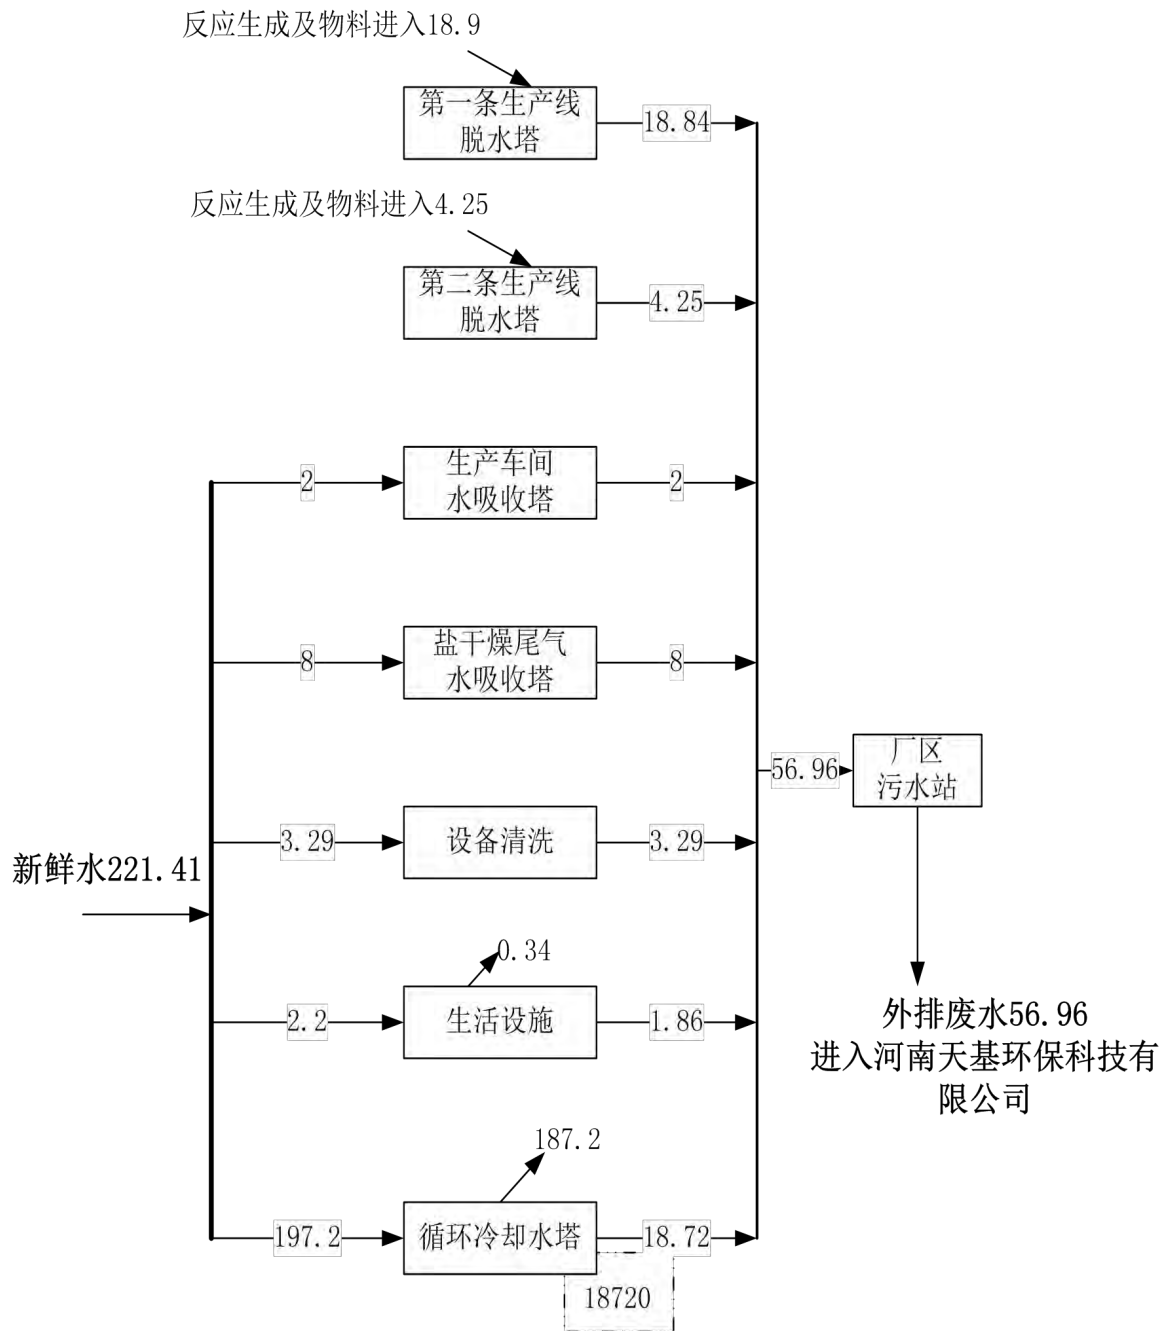 反应生成及物料进入18.9
第一条生产线
脱水塔
18.84
反应生成及物料进入4.25
第二条生产线
脱水塔
4.25
2
生产车间
水吸收塔
2
8
盐干燥尾气
水吸收塔
8
56.96
厂区
污水站
新鲜水221.41
3.29
设备清洗
3.29
0.34
2.2
生活设施
1.86
外排废水56.96
进入河南天基环保科技有
限公司
187.2
197.2
循环冷却水塔
18.72
18720